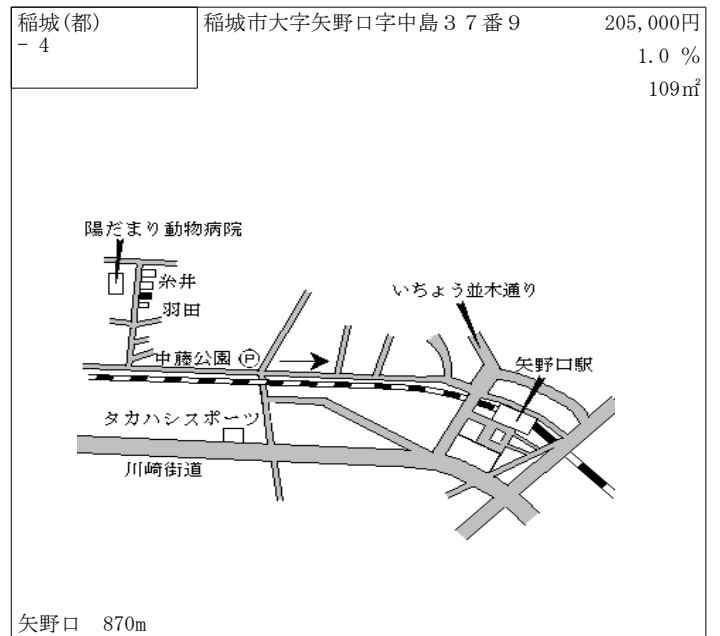 稲城(都)
- 4
稲城市大字矢野口字中島３７番９
205,000円
1.0 %
109㎡
陽だまり動物病院
糸井
羽田
いちょう並木通り
中藤公園 Ⓟ
矢野口駅
タカハシスポーツ
川崎街道
矢野口 870m